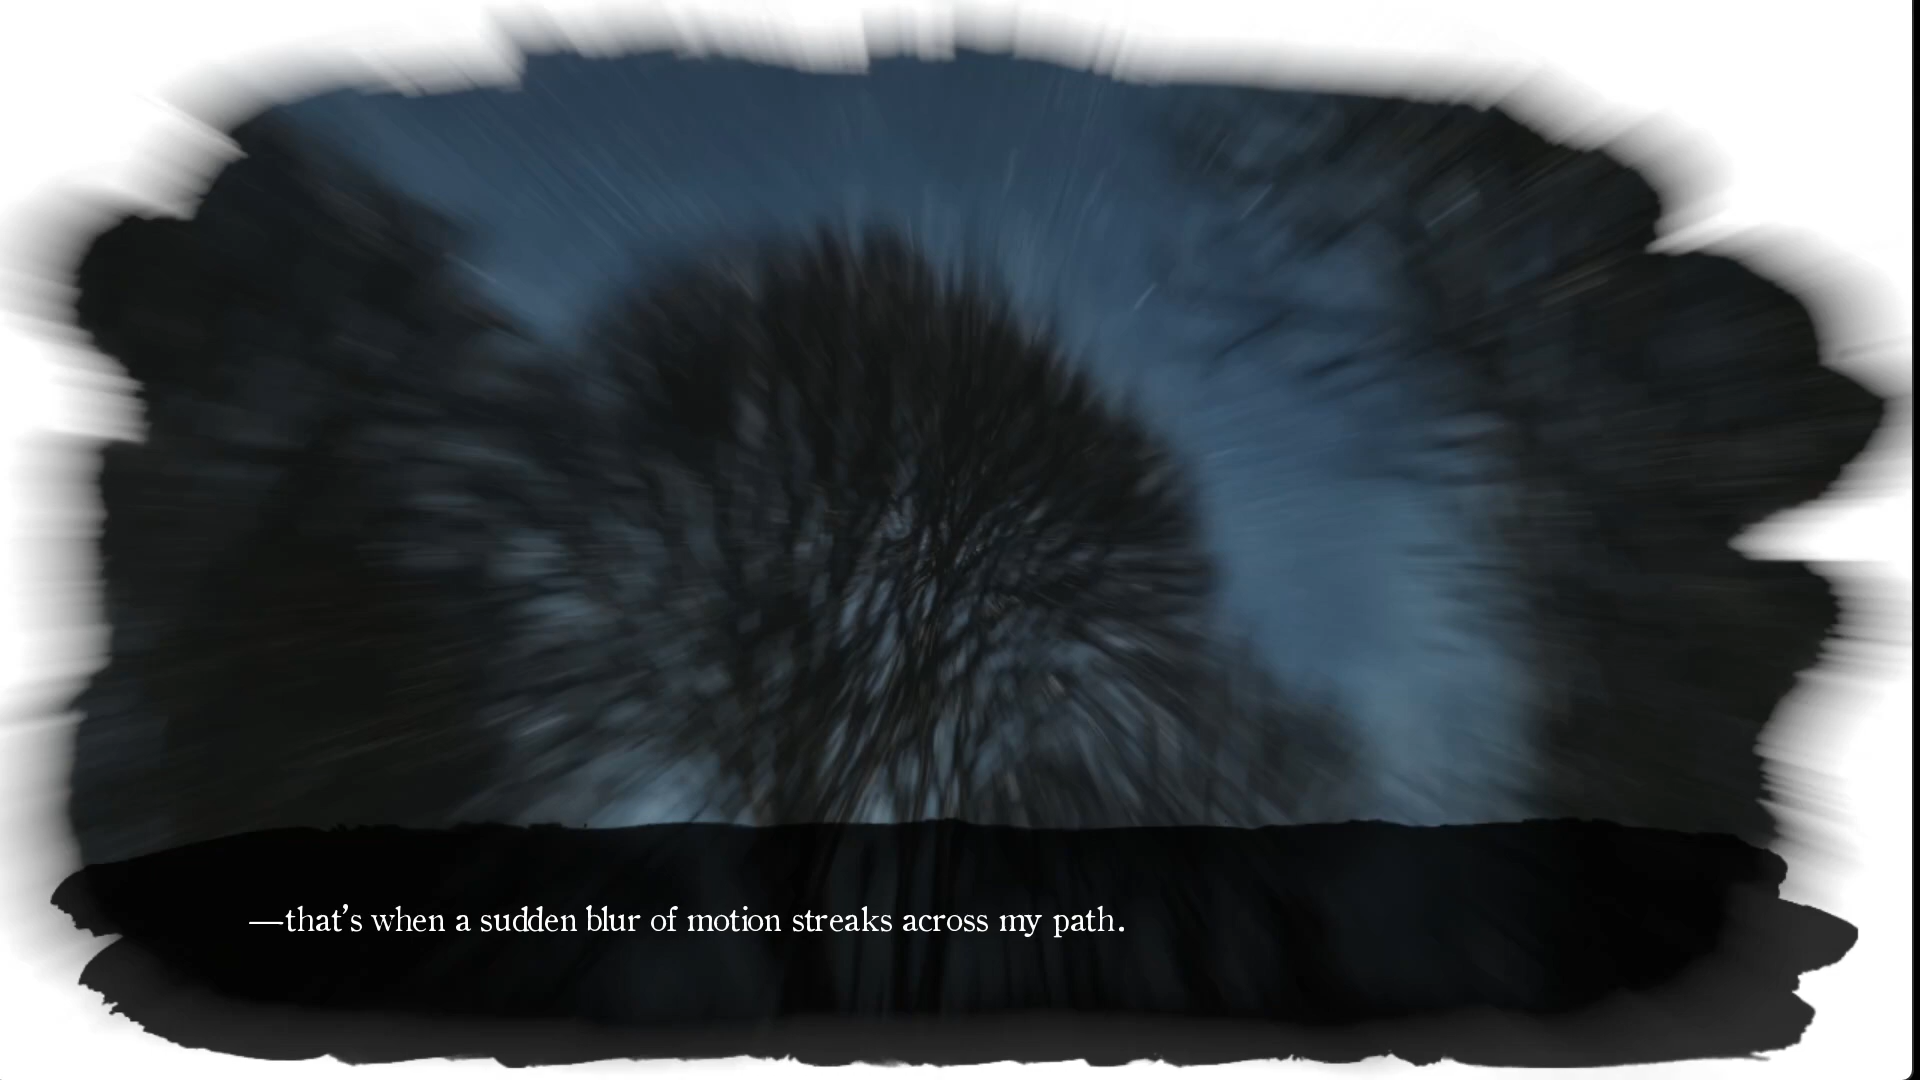 —that’s when a sudden blur of motion streaks across my path.